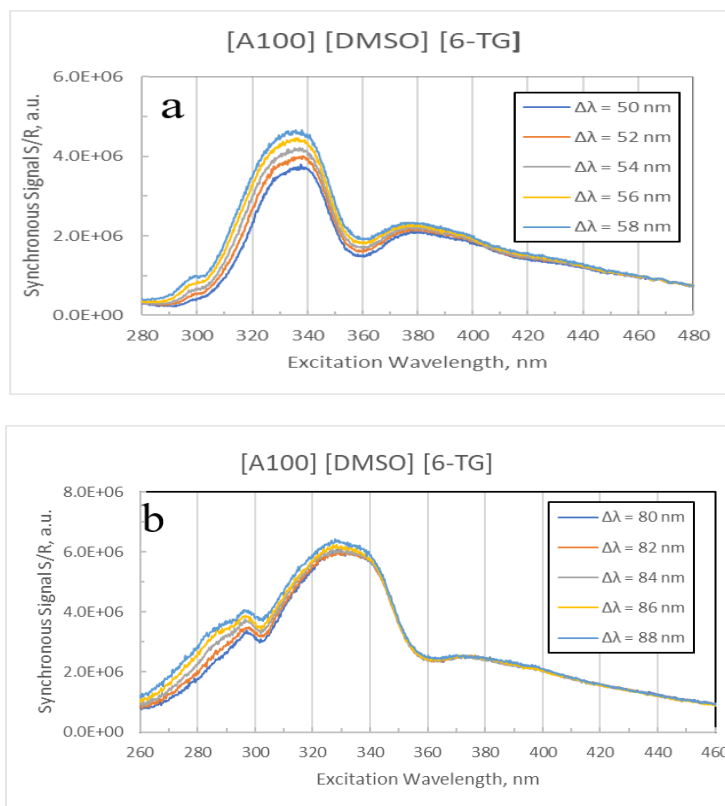 [A100] [DMSO] [6-TG]
a
Synchronous Signal S/R, a.u.
6.0E+06
4.0E+06
2.0E+06
0.0E+00
Δλ = 50 nm
Δλ = 52 nm
Δλ = 54 nm
Δλ = 56 nm
Δλ = 58 nm
280 300 320 340 360 380 400 420 440 460 480
Excitation Wavelength, nm
[A100] [DMSO] [6-TG]
b
Synchronous Signal S/R, a.u.
8.0E+06
6.0E+06
4.0E+06
2.0E+06
0.0E+00
Δλ = 80 nm
Δλ = 82 nm
Δλ = 84 nm
Δλ = 86 nm
Δλ = 88 nm
260 280 300 320 340 360 380 400 420 440 460
Excitation Wavelength, nm